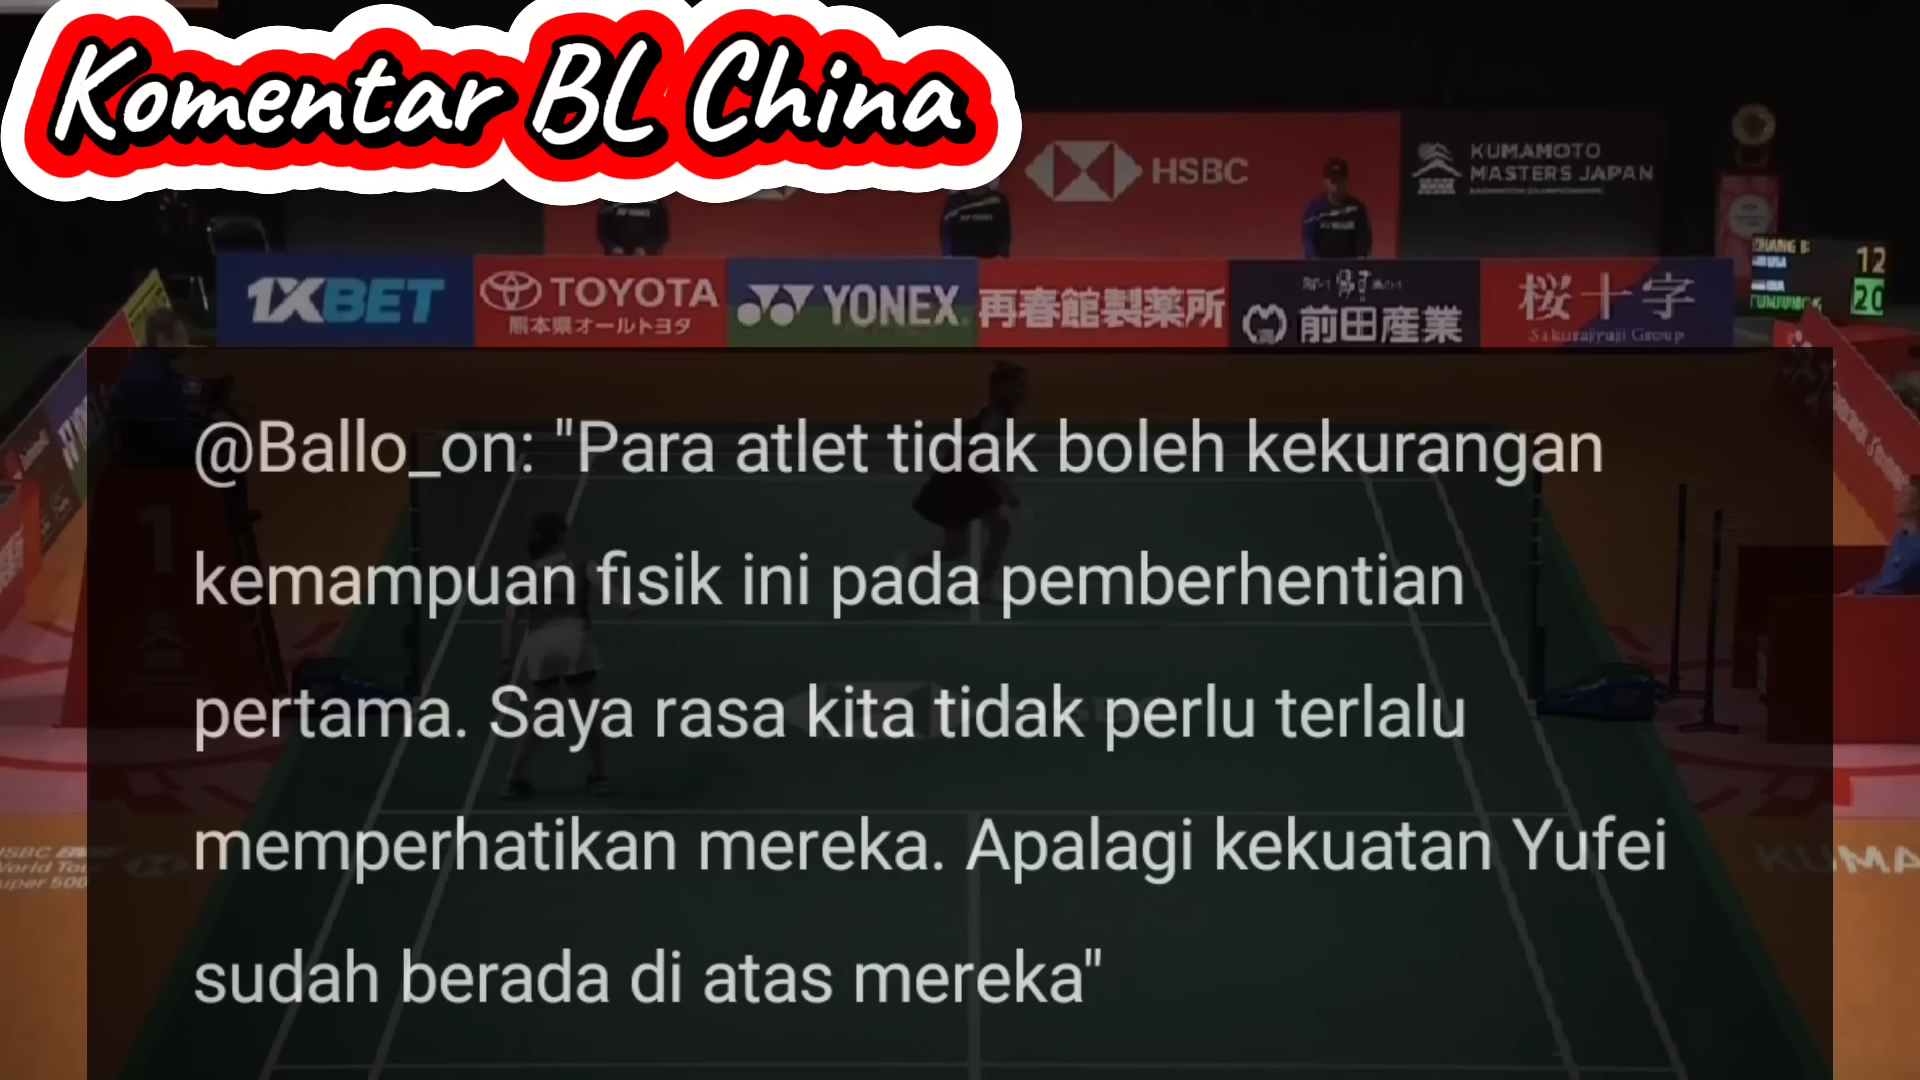 Komentar BL China
HSBC
KUMAMOTO
MASTERS JAPAN
1XBET
TOYOTA
熊本県オールトヨタ
YONEX
再春館製薬所
前田産業
桜十字
Sakurajyuji Group
12
20
@Ballo_on: "Para atlet tidak boleh kekurangan
kemampuan fisik ini pada pemberhentian
pertama. Saya rasa kita tidak perlu terlalu
memperhatikan mereka. Apalagi kekuatan Yufei
sudah berada di atas mereka"
1
KUMA